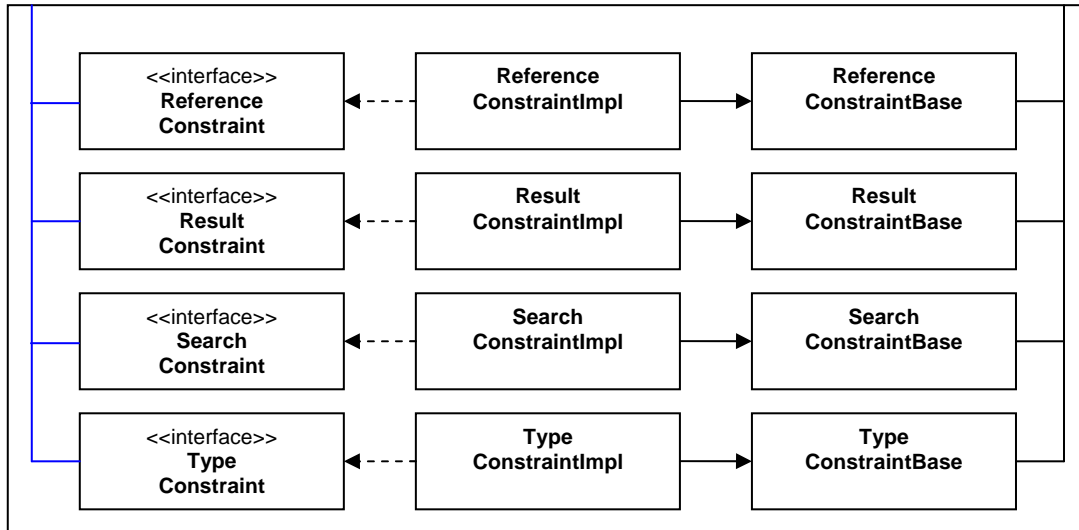 <<interface>>
Reference
Constraint
Reference
ConstraintImpl
Reference
ConstraintBase
<<interface>>
Result
Constraint
Result
ConstraintImpl
Result
ConstraintBase
<<interface>>
Search
Constraint
Search
ConstraintImpl
Search
ConstraintBase
<<interface>>
Type
Constraint
Type
ConstraintImpl
Type
ConstraintBase